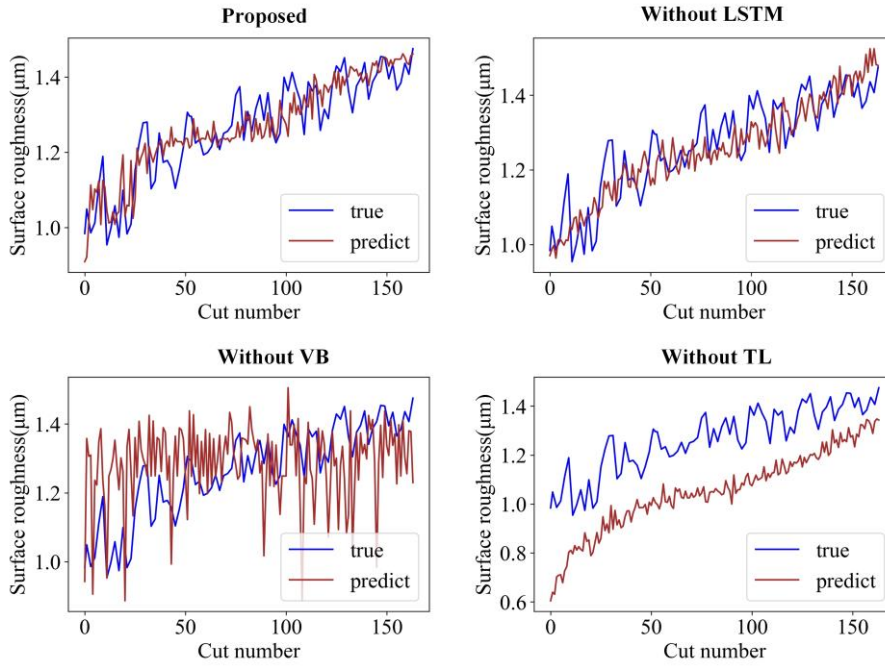 Proposed
Surface roughness(μm)
1.4
1.2
1.0
true
predict
0
50
100
150
Cut number
Without LSTM
Surface roughness(μm)
1.4
1.2
1.0
true
predict
0
50
100
150
Cut number
Without VB
Surface roughness(μm)
1.4
1.2
1.0
true
predict
0
50
100
150
Cut number
Without TL
Surface roughness(μm)
1.4
1.2
1.0
0.8
0.6
true
predict
0
50
100
150
Cut number